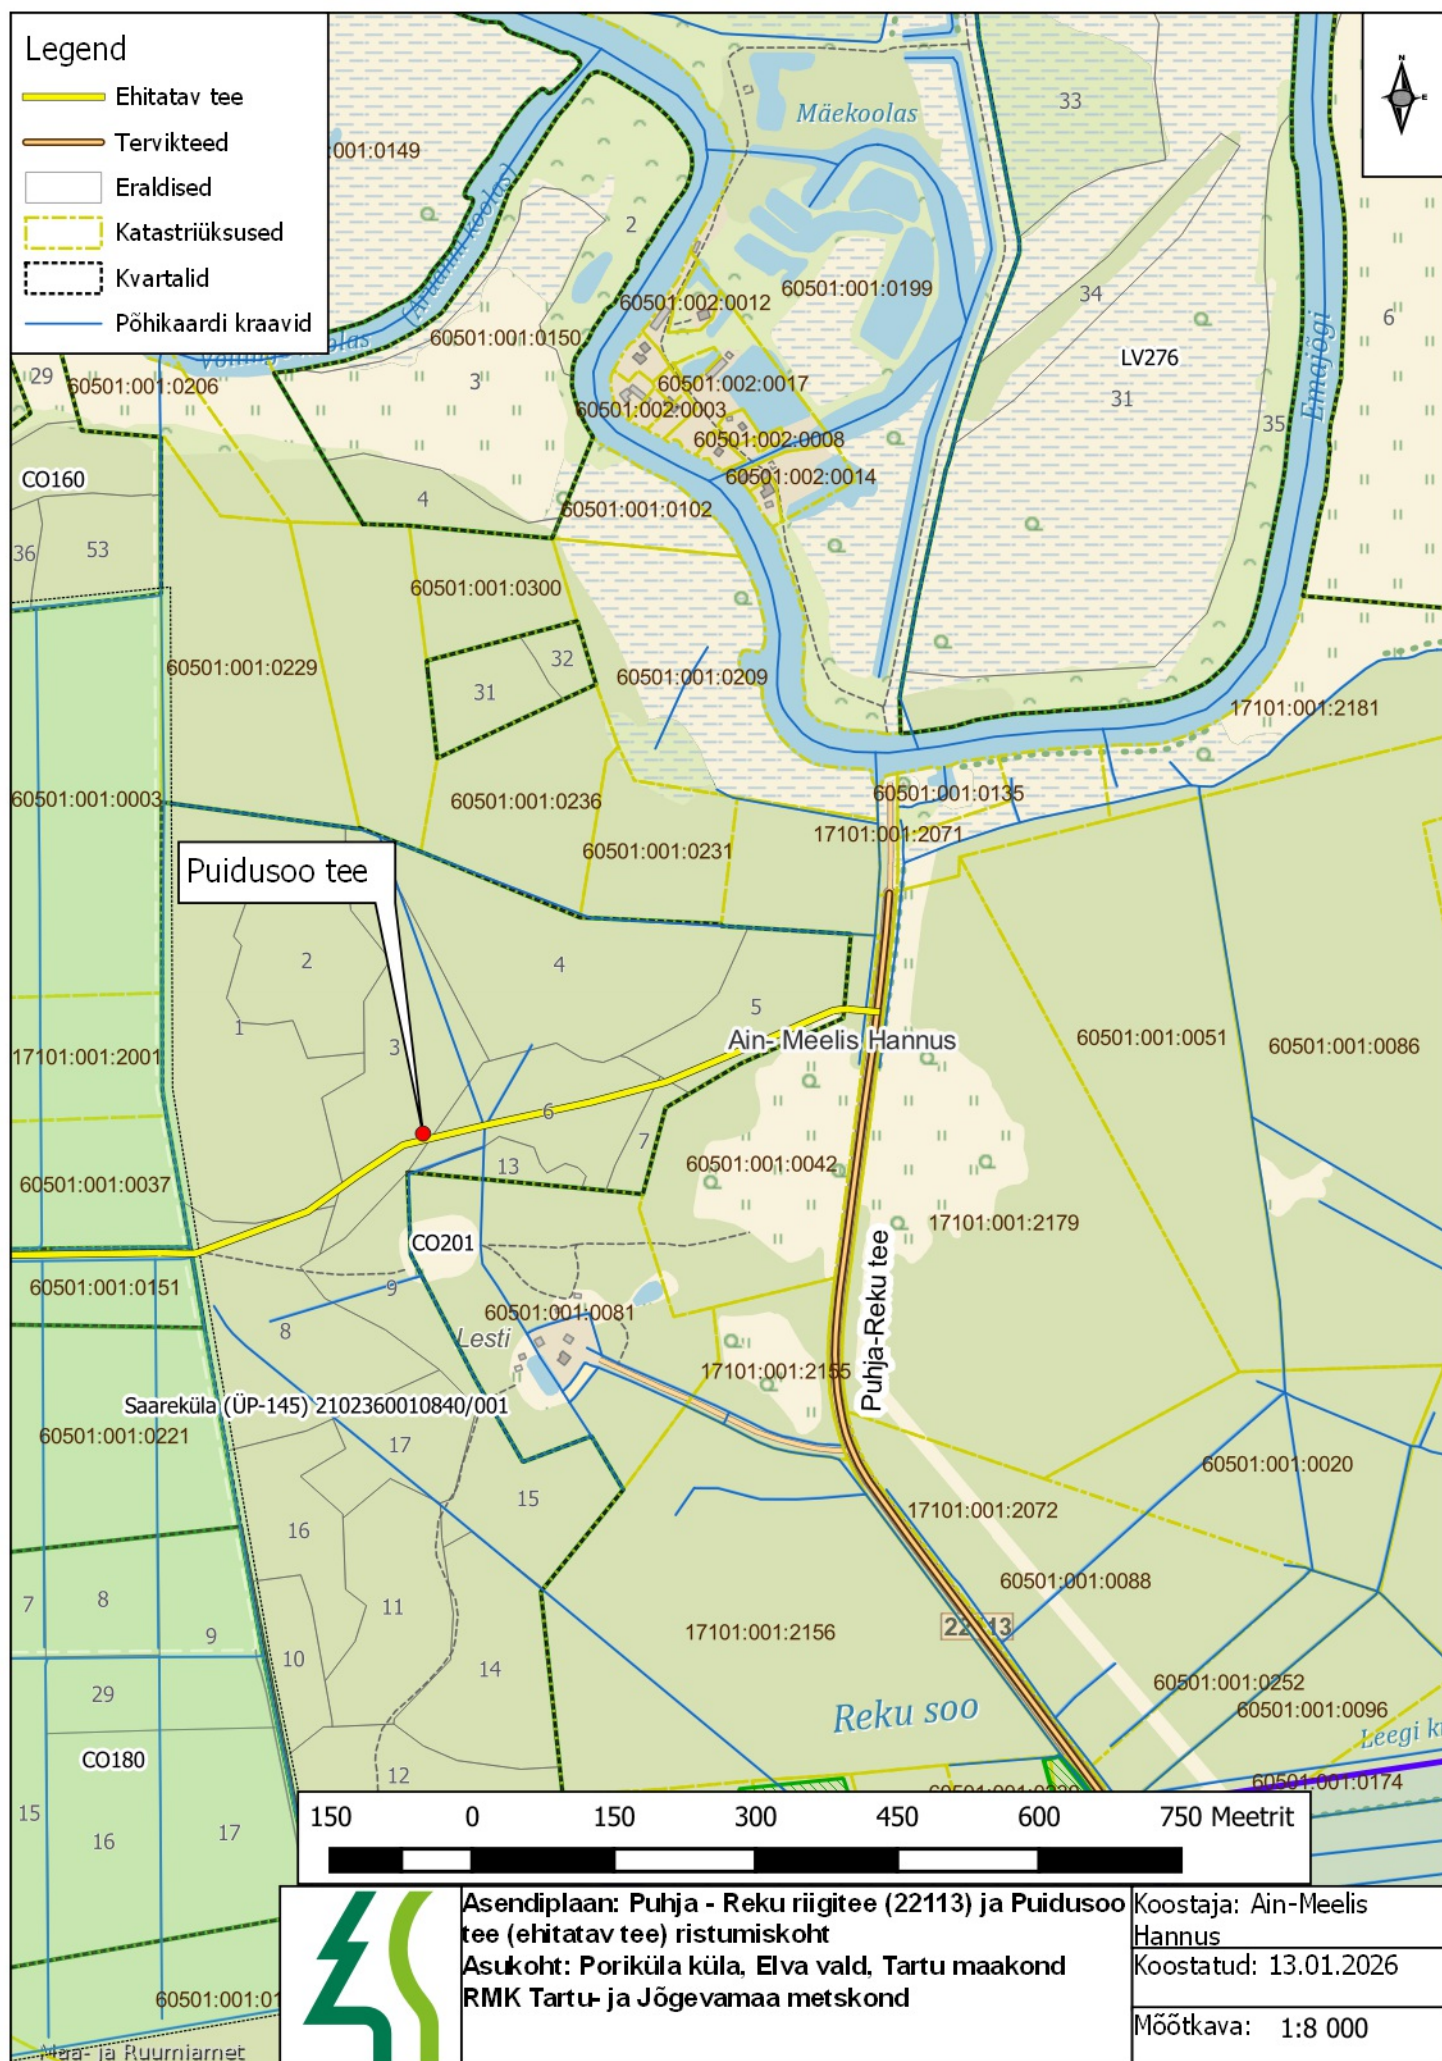 Legend
Ehitatav tee
Tervikteed
Eraldised
Katastriüksused
Kvartalid
Põhikaardi kraavid
:001:0149
Mäekoolas
33
2
60501:002:0012
60501:001:0199
34
6
Emajõgi
60501:001:0150
koolas
LV276
29
60501:001:0206
3
60501:002:0017
31
60501:002:0003
35
60501:002:0008
CO160
60501:002:0014
4
60501:001:0102
36
53
60501:001:0300
60501:001:0229
32
31
60501:001:0209
17101:001:2181
60501:001:0003
60501:001:0236
60501:001:0135
17101:001:2071
60501:001:0231
Puidusoo tee
2
4
5
1
3
Ain- Meelis Hannus
60501:001:0051
60501:001:0086
17101:001:2001
6
7
13
60501:001:0042
60501:001:0037
17101:001:2179
CO201
60501:001:0151
9
60501:001:0081
Puhja-Reku tee
8
Lesti
17101:001:2155
Saareküla (ÜP-145) 2102360010840/001
60501:001:0221
17
60501:001:0020
15
17101:001:2072
16
60501:001:0088
7
8
11
9
17101:001:2156
10
14
60501:001:0252
29
60501:001:0096
Reku soo
Leegi
CO180
12
60501:001:0174
15
16
17
150 0 150 300 450 600 750 Meetrit
Asendiplaan: Puhja - Reku riigitee (22113) ja Puidusoo
tee (ehitatav tee) ristumiskoht
Asukoht: Poriküla küla, Elva vald, Tartu maakond
RMK Tartu- ja Jõgevamaa metskond
Koostaja: Ain-Meelis
Hannus
Koostatud: 13.01.2026
Mõõtkava: 1:8 000
60501:001:01
Maa- ja Ruumiamet
N
E